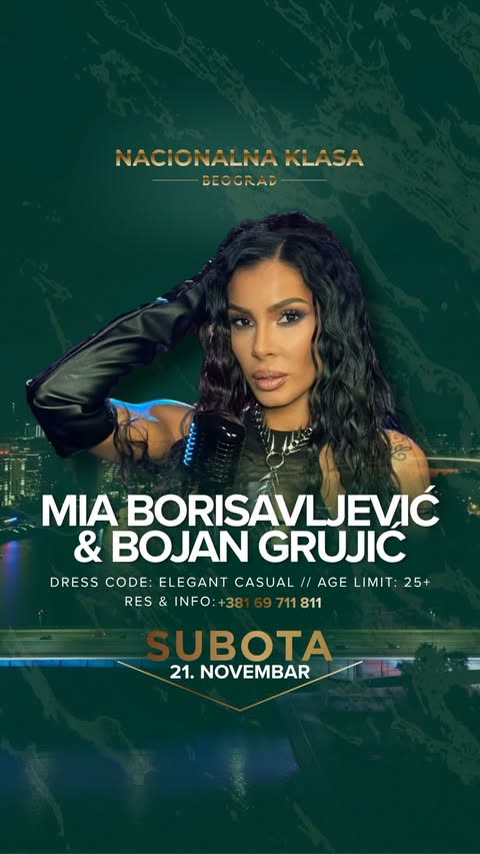 NACIONALNA KLASA
BEOGRAD
MIA BORISAVLJEVIĆ
& BOJAN GRUJIĆ
DRESS CODE: ELEGANT CASUAL // AGE LIMIT: 25+
RES & INFO: +381 69 711 811
SUBOTA
21. NOVEMBAR